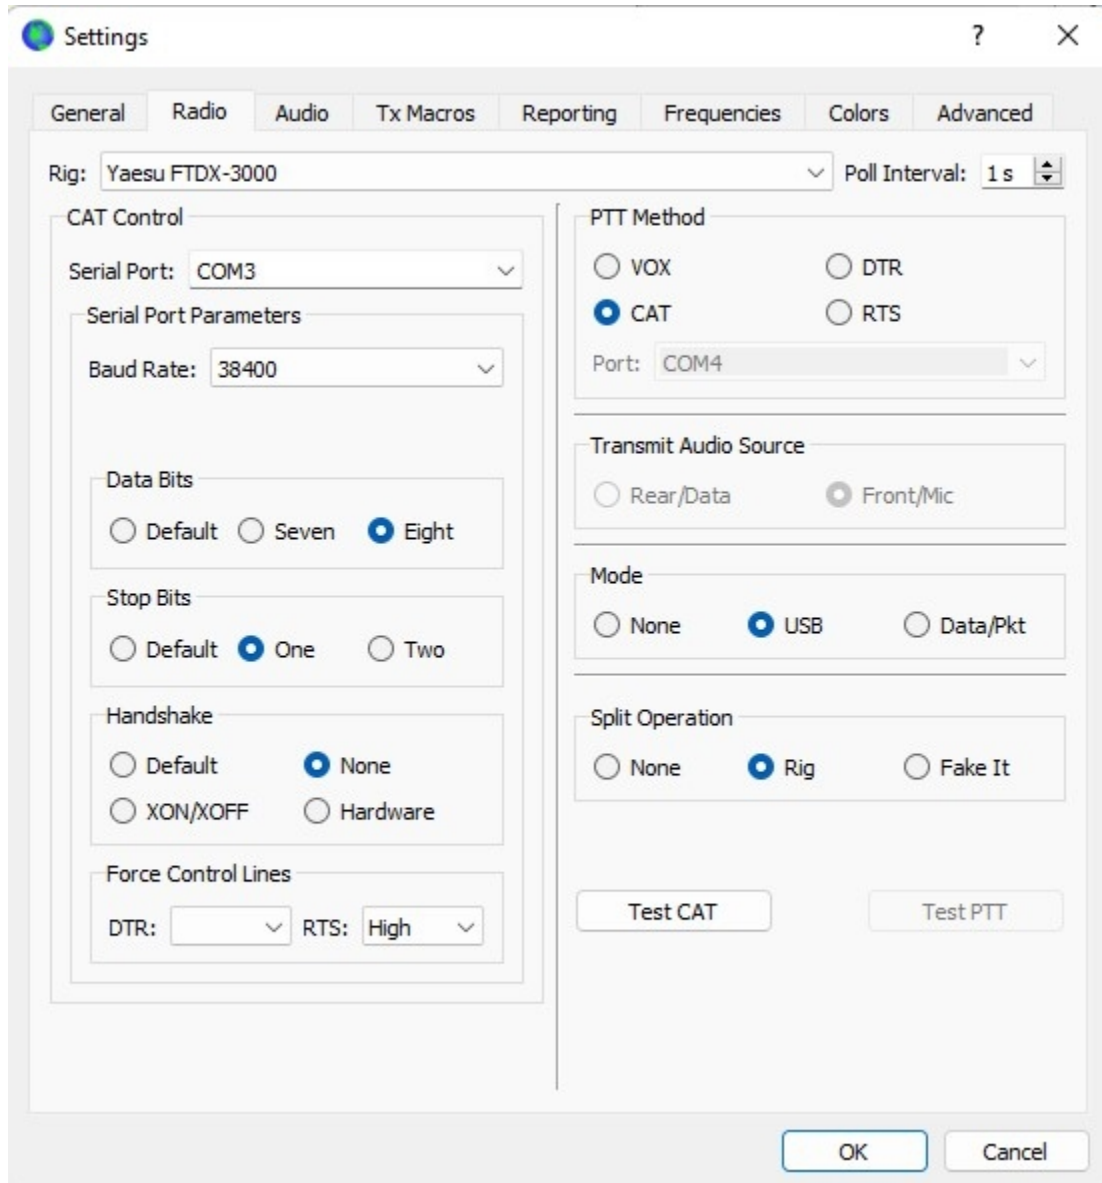 Settings
?
General Radio Audio Tx Macros Reporting Frequencies Colors Advanced
Rig: Yaesu FTDX-3000 Poll Interval: 1 s
CAT Control
Serial Port: COM3
Serial Port Parameters
Baud Rate: 38400
Data Bits
Default Seven Eight
Stop Bits
Default One Two
Handshake
Default None
XON/XOFF Hardware
Force Control Lines
DTR: RTS: High
PTT Method
VOX DTR
CAT RTS
Port: COM4
Transmit Audio Source
Rear/Data Front/Mic
Mode
None USB Data/Pkt
Split Operation
None Rig Fake It
Test CAT Test PTT
OK Cancel